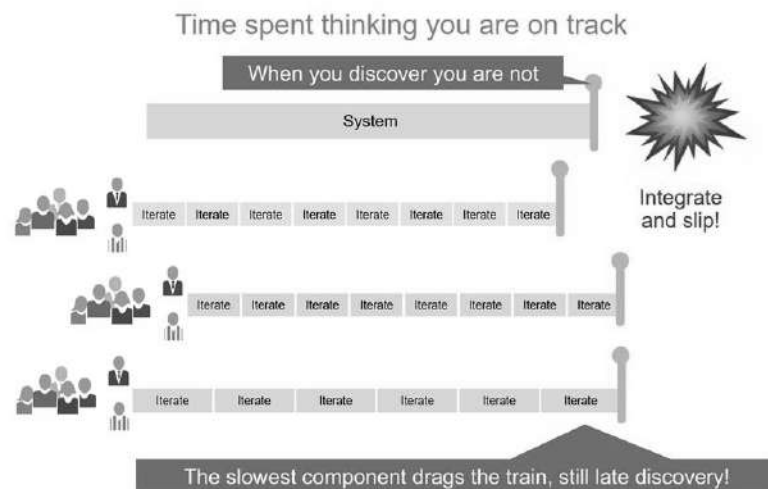 Time spent thinking you are on track
When you discover you are not
System
Integrate
and slip!
Iterate Iterate Iterate Iterate Iterate Iterate Iterate Iterate
Iterate Iterate Iterate Iterate Iterate Iterate Iterate Iterate
Iterate Iterate Iterate Iterate Iterate Iterate
The slowest component drags the train, still late discovery!